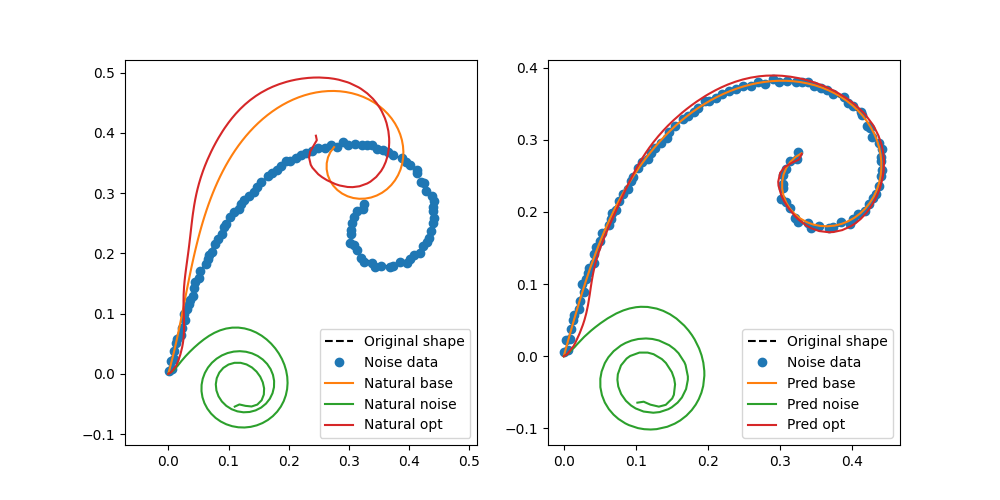 0.5
0.4
0.3
0.2
0.1
0.0
−0.1
0.0 0.1 0.2 0.3 0.4 0.5
Original shape
Noise data
Natural base
Natural noise
Natural opt
0.4
0.3
0.2
0.1
0.0
−0.1
0.0 0.1 0.2 0.3 0.4
Original shape
Noise data
Pred base
Pred noise
Pred opt